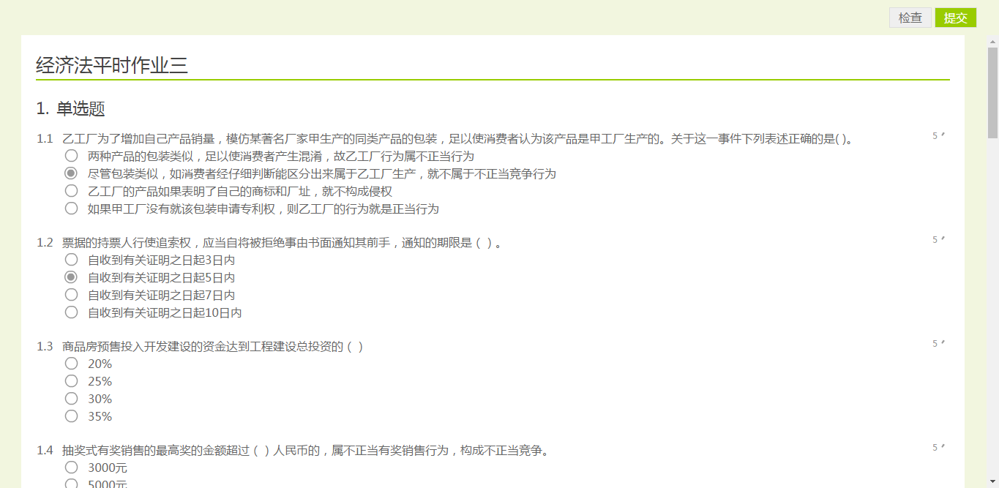 检查 提交
经济法平时作业三
1. 单选题
1.1 乙工厂为了增加自己产品销量，模仿某著名厂家甲生产的同类产品的包装，足以使消费者认为该产品是甲工厂生产的。关于这一事件下列表述正确的是( )。 5 ′
两种产品的包装类似，足以使消费者产生混淆，故乙工厂行为属不正当行为
尽管包装类似，如消费者经仔细判断能区分出来属于乙工厂生产，就不属于不正当竞争行为
乙工厂的产品如果表明了自己的商标和厂址，就不构成侵权
如果甲工厂没有就该包装申请专利权，则乙工厂的行为就是正当行为
1.2 票据的持票人行使追索权，应当自将被拒绝事由书面通知其前手，通知的期限是（ ）。 5 ′
自收到有关证明之日起3日内
自收到有关证明之日起5日内
自收到有关证明之日起7日内
自收到有关证明之日起10日内
1.3 商品房预售投入开发建设的资金达到工程建设总投资的（ ） 5 ′
20%
25%
30%
35%
1.4 抽奖式有奖销售的最高奖的金额超过（ ）人民币的，属不正当有奖销售行为，构成不正当竞争。 5 ′
3000元
5000元